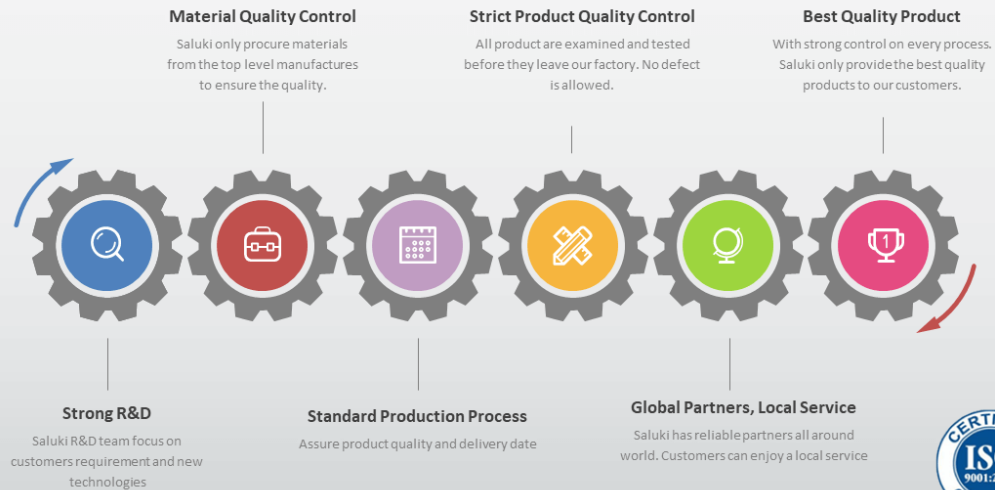 Material Quality Control
Saluki only procure materials
from the top level manufactures
to ensure the quality.
Strict Product Quality Control
All product are examined and tested
before they leave our factory. No defect
is allowed.
Best Quality Product
With strong control on every process.
Saluki only provide the best quality
products to our customers.
1
Strong R&D
Saluki R&D team focus on
customers requirement and new
technologies
Standard Production Process
Assure product quality and delivery date
Global Partners, Local Service
Saluki has reliable partners all around
world. Customers can enjoy a local service